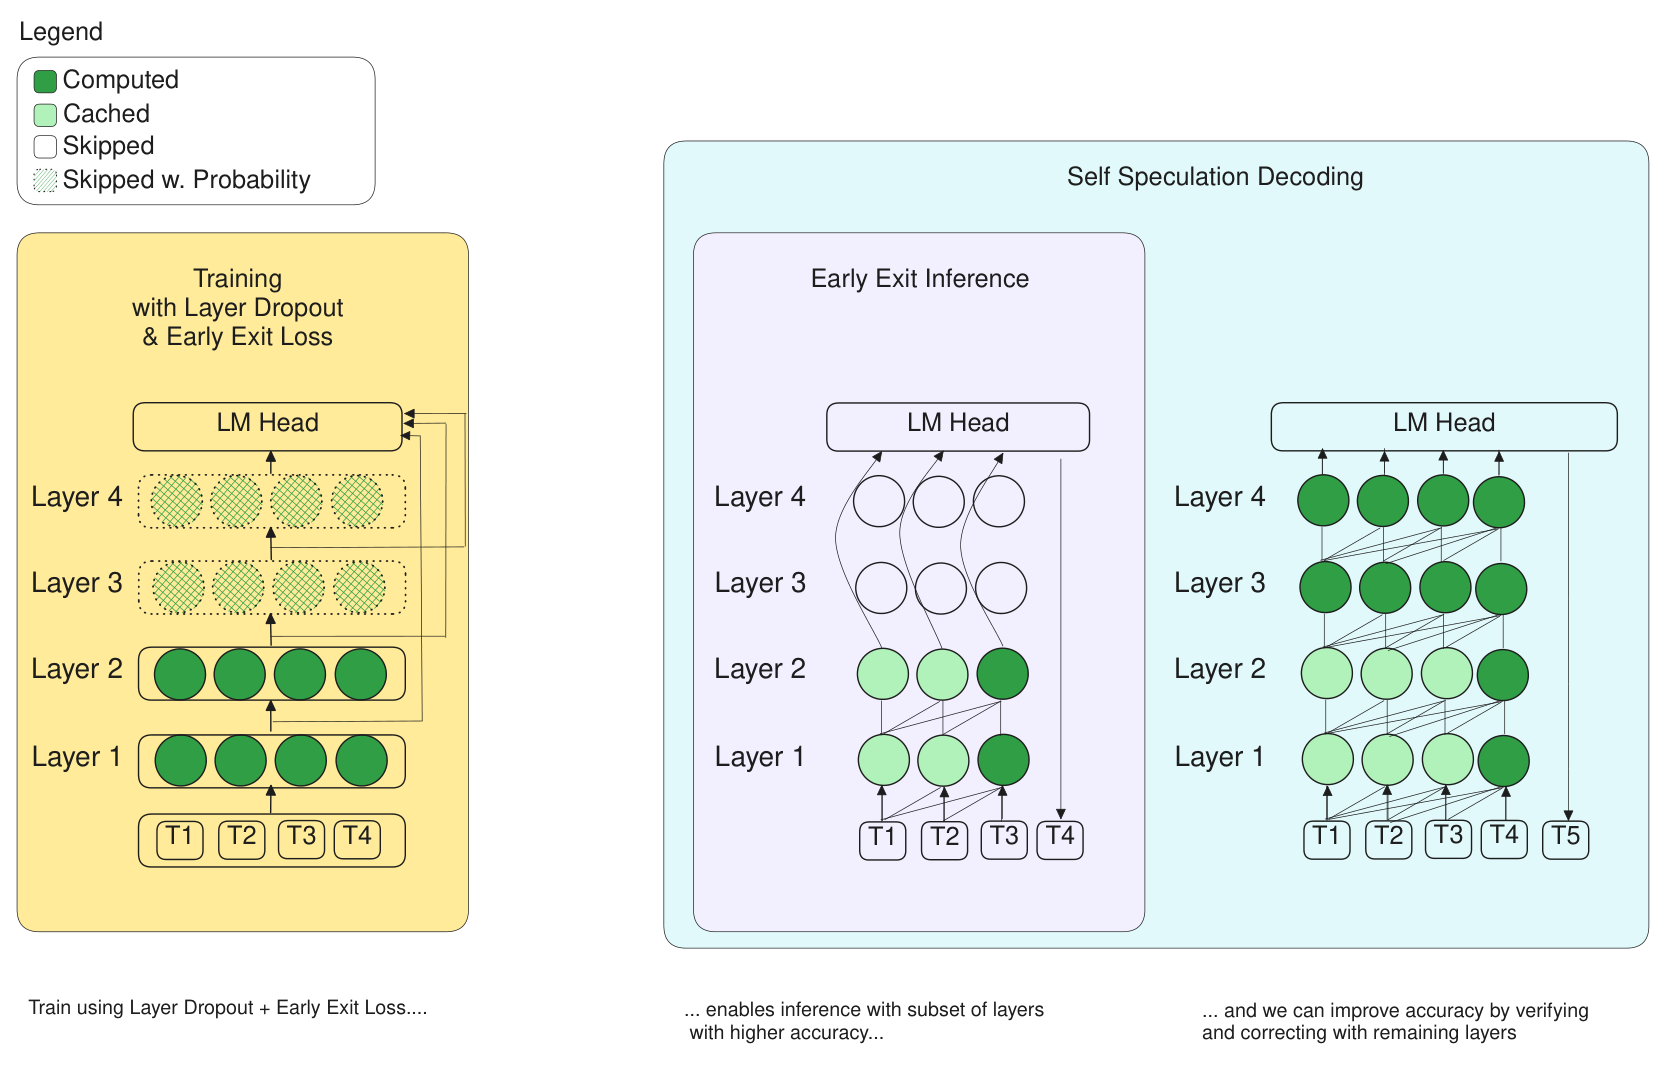 Legend
Computed
Cached
Skipped
Skipped w. Probability
Training
with Layer Dropout
& Early Exit Loss
LM Head
Layer 4
Layer 3
Layer 2
Layer 1
T1 T2 T3 T4
Self Speculation Decoding
Early Exit Inference
LM Head
Layer 4
Layer 3
Layer 2
Layer 1
T1 T2 T3 T4
LM Head
Layer 4
Layer 3
Layer 2
Layer 1
T1 T2 T3 T4 T5
Train using Layer Dropout + Early Exit Loss....
... enables inference with subset of layers
with higher accuracy...
... and we can improve accuracy by verifying
and correcting with remaining layers